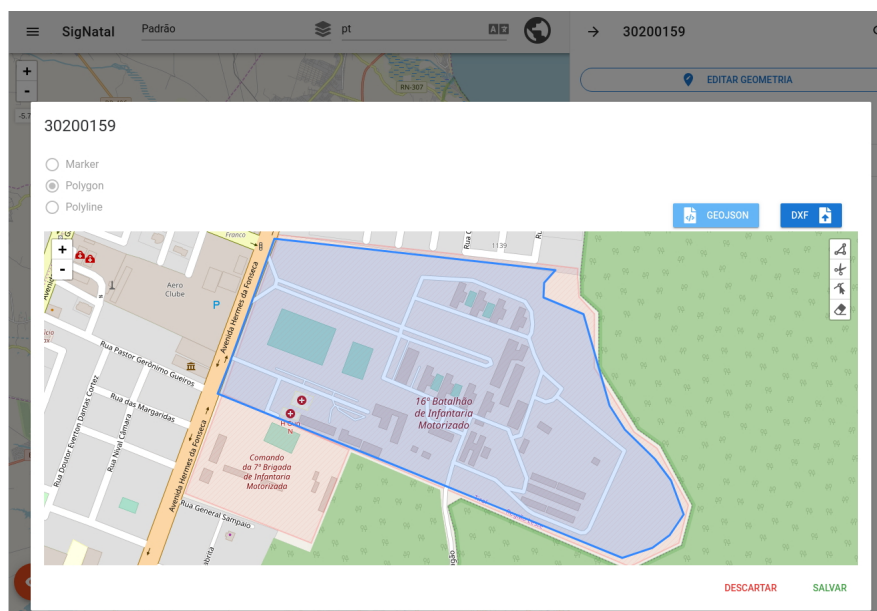 SigNatal
Padrão
pt
30200159
EDITAR GEOMETRIA
RN-307
+
-
30200159
Marker
Polygon
Polyline
GEOJSON
DXF
+
-
Franco
1139
Aero
Clube
P
Avenida Hermes da Fonseca
Rua Pastor Gerônimo Gueiros
Rua das Margaridas
Rua Nival Câmara
Rua Doutor Everton Dantas Cortez
16º Batalhão
de Infantaria
Motorizado
Comando
da 7ª Brigada
de Infantaria
Motorizada
Avenida Hermes da Fonseca
Rua General Sampaio
DESCARTAR
SALVAR